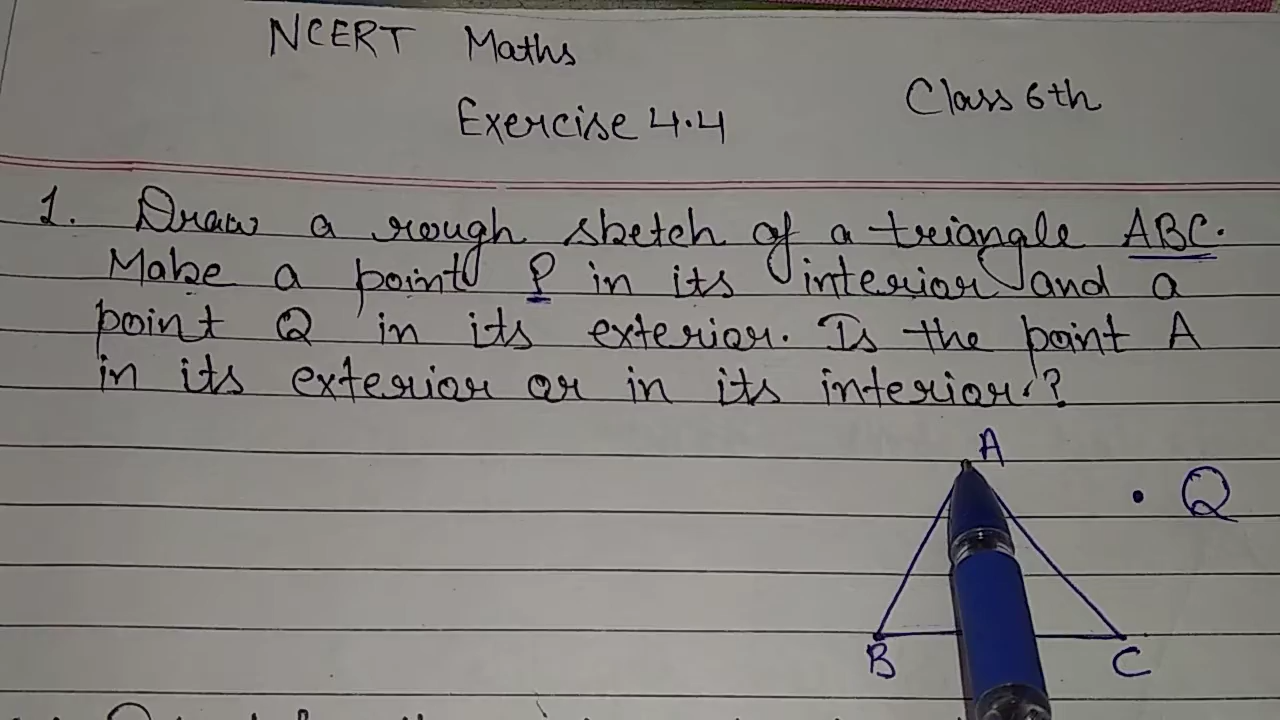 NCERT Maths
Class 6th
Exercise 4.4
1. Draw a rough sketch of a triangle ABC.
Make a point P in its interior and a
point Q in its exterior. Is the point A
in its exterior or in its interior?
A
Q
B
C